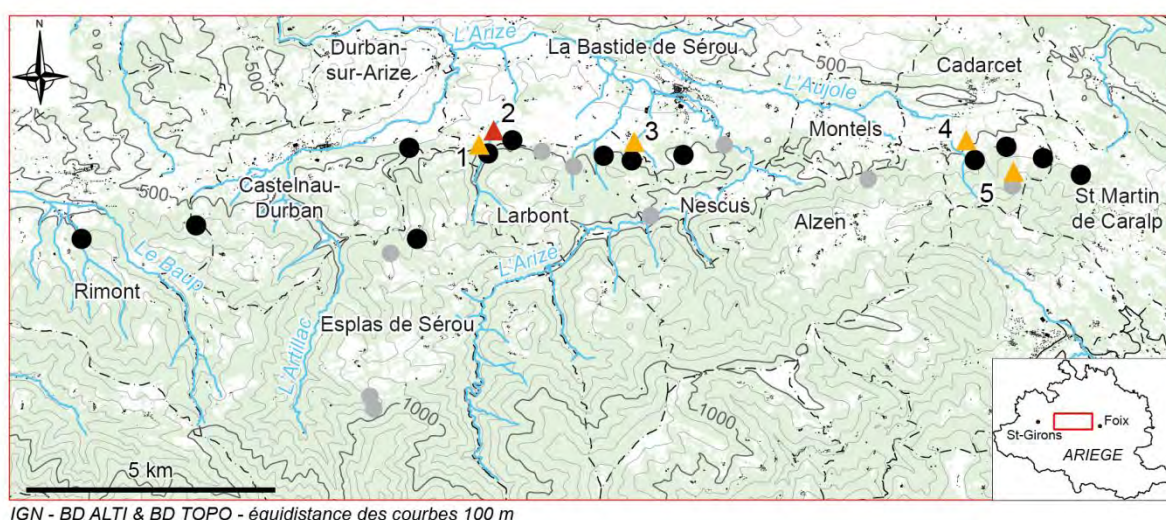 N
Durban-
sur-Arize
L'Arize
La Bastide de Sérou
500
Cadarcet
500
L'Aujole
2
3
4
Montels
1
500
5
Castelnau-
Durban
Larbont
Nescus
Alzen
St Martin
de Caralp
Le Baup
L'Arize
Rimont
Esplas de Sérou
L'Artillac
1000
1000
5 km
St-Girons
Foix
ARIEGE
IGN - BD ALTI & BD TOPO - équidistance des courbes 100 m